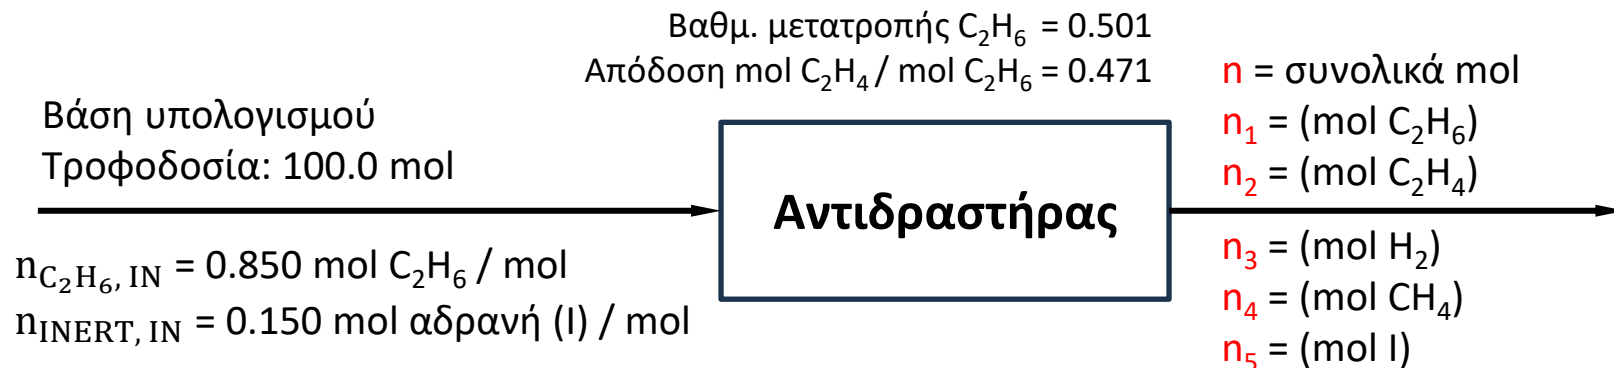 Βαθμ. μετατροπής C₂H₆ = 0.501
Απόδοση mol C₂H₄ / mol C₂H₆ = 0.471
Βάση υπολογισμού
Τροφοδοσία: 100.0 mol
n_C₂H₆, IN = 0.850 mol C₂H₆ / mol
n_INERT, IN = 0.150 mol αδρανή (I) / mol
Αντιδραστήρας
n = συνολικά mol
n₁ = (mol C₂H₆)
n₂ = (mol C₂H₄)
n₃ = (mol H₂)
n₄ = (mol CH₄)
n₅ = (mol I)